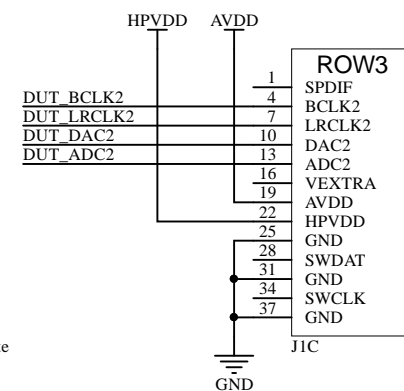 HPVDD AVDD
ROW3
1 SPDIF
DUT_BCLK2 4 BCLK2
DUT_LRCLK2 7 LRCLK2
DUT_DAC2 10 DAC2
DUT_ADC2 13 ADC2
16 VEXTRA
19 AVDD
22 HPVDD
25 GND
28 SWDAT
31 GND
34 SWCLK
37 GND
J1C
GND